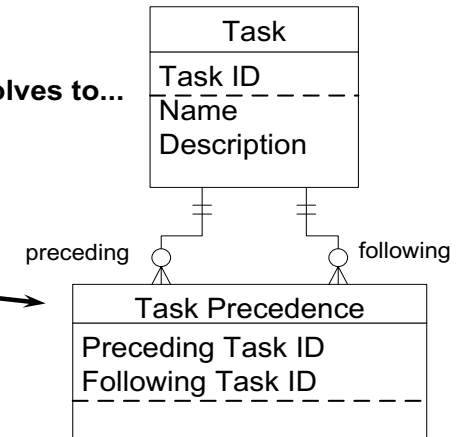 Task
Task ID
olves to...
Name
Description
preceding
following
Task Precedence
Preceding Task ID
Following Task ID